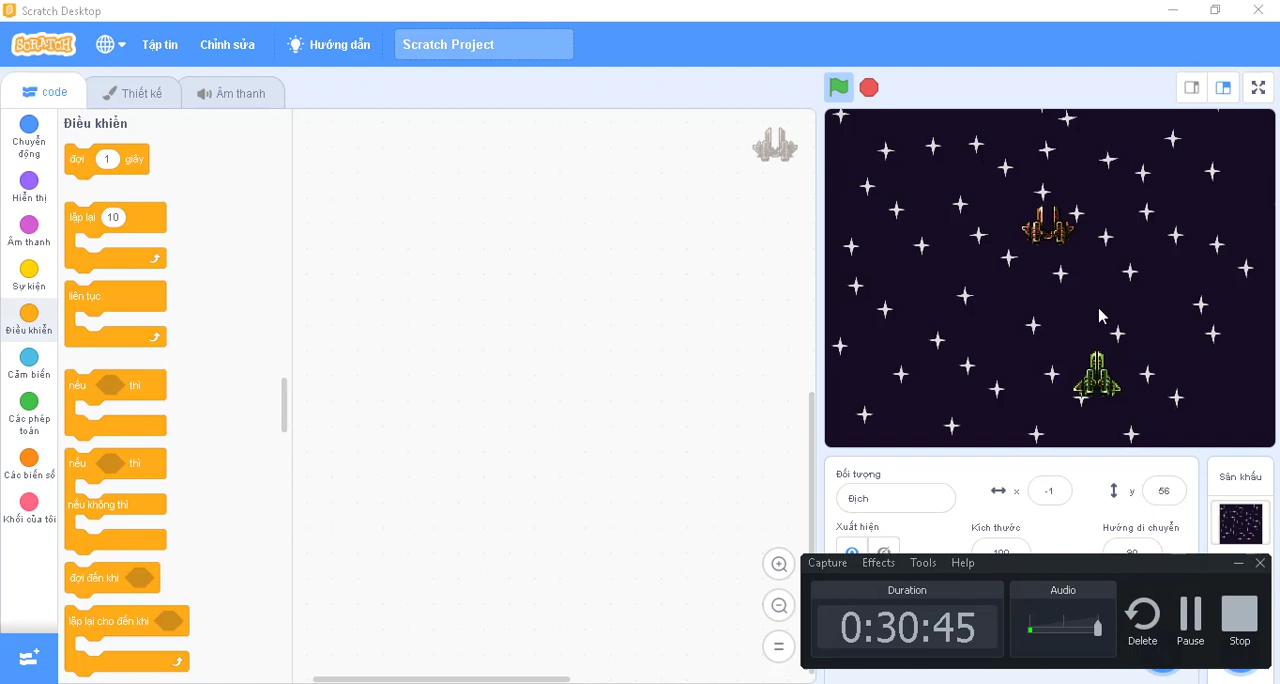 Scratch Desktop
SCRATCH
Tập tin
Chỉnh sửa
Hướng dẫn
Scratch Project
code
Thiết kế
Âm thanh
Chuyển động
Hiển thị
Âm thanh
Sự kiện
Điều khiển
Cảm biến
Các phép toán
Các biến số
Khối của tôi
Điều khiển
đợi 1 giây
lặp lại 10
liên tục
nếu thì
nếu thì
nếu không thì
đợi đến khi
lặp lại cho đến khi
Đối tượng
Địch
x -1
y 56
Xuất hiện
Kích thước
100
Hướng di chuyển
90
Sân khấu
Capture Effects Tools Help
Duration
0:30:45
Audio
Delete
Pause
Stop